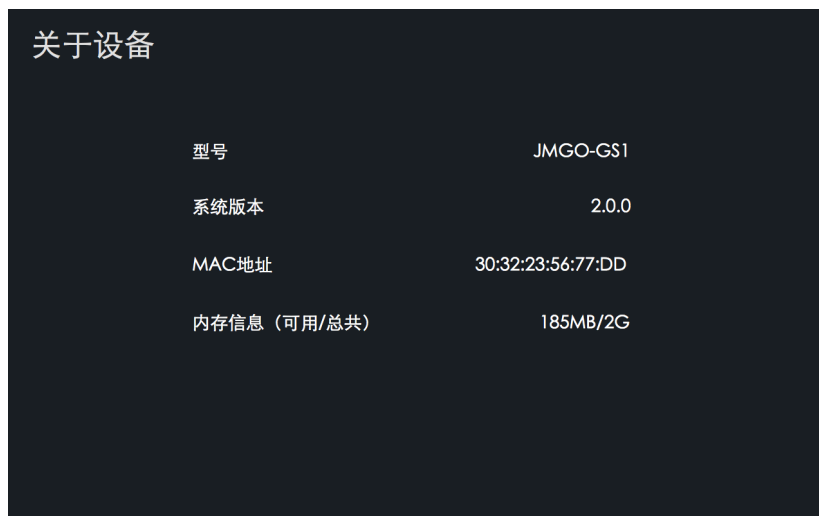 关于设备
型号 JMGO-GS1
系统版本 2.0.0
MAC地址 30:32:23:56:77:DD
内存信息（可用/总共） 185MB/2G